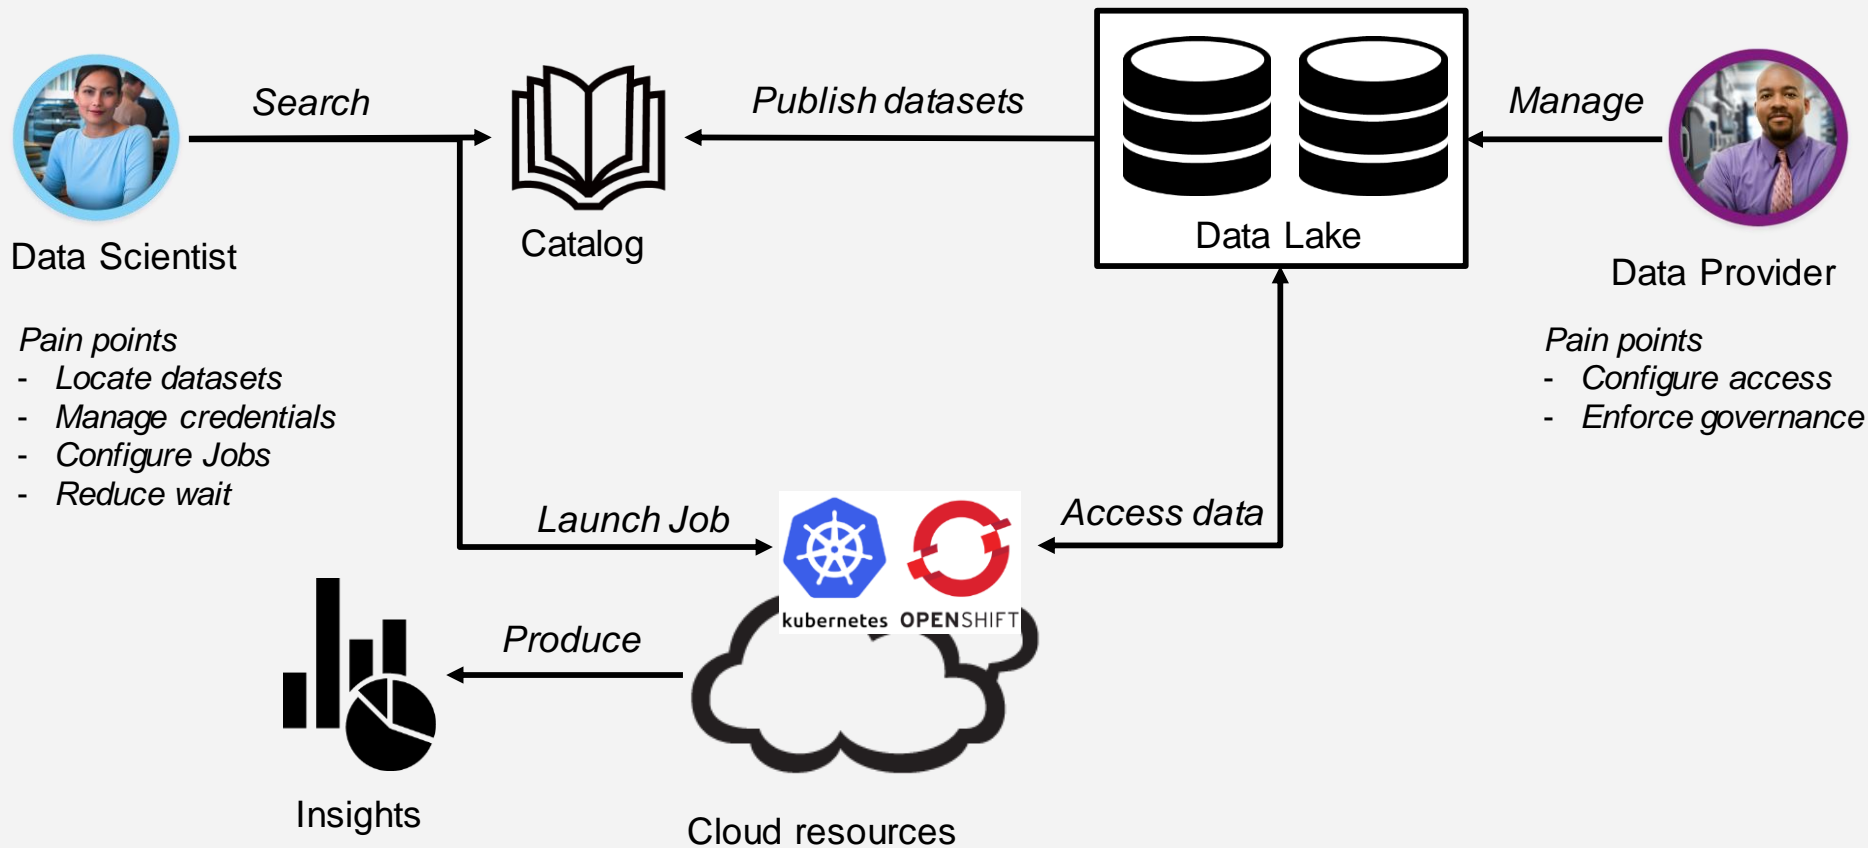 Search
Publish datasets
Manage
Data Scientist
Catalog
Data Lake
Data Provider
Pain points
- Locate datasets
- Manage credentials
- Configure Jobs
- Reduce wait
Pain points
- Configure access
- Enforce governance
Launch Job
Access data
kubernetes
OPENSHIFT
Produce
Insights
Cloud resources